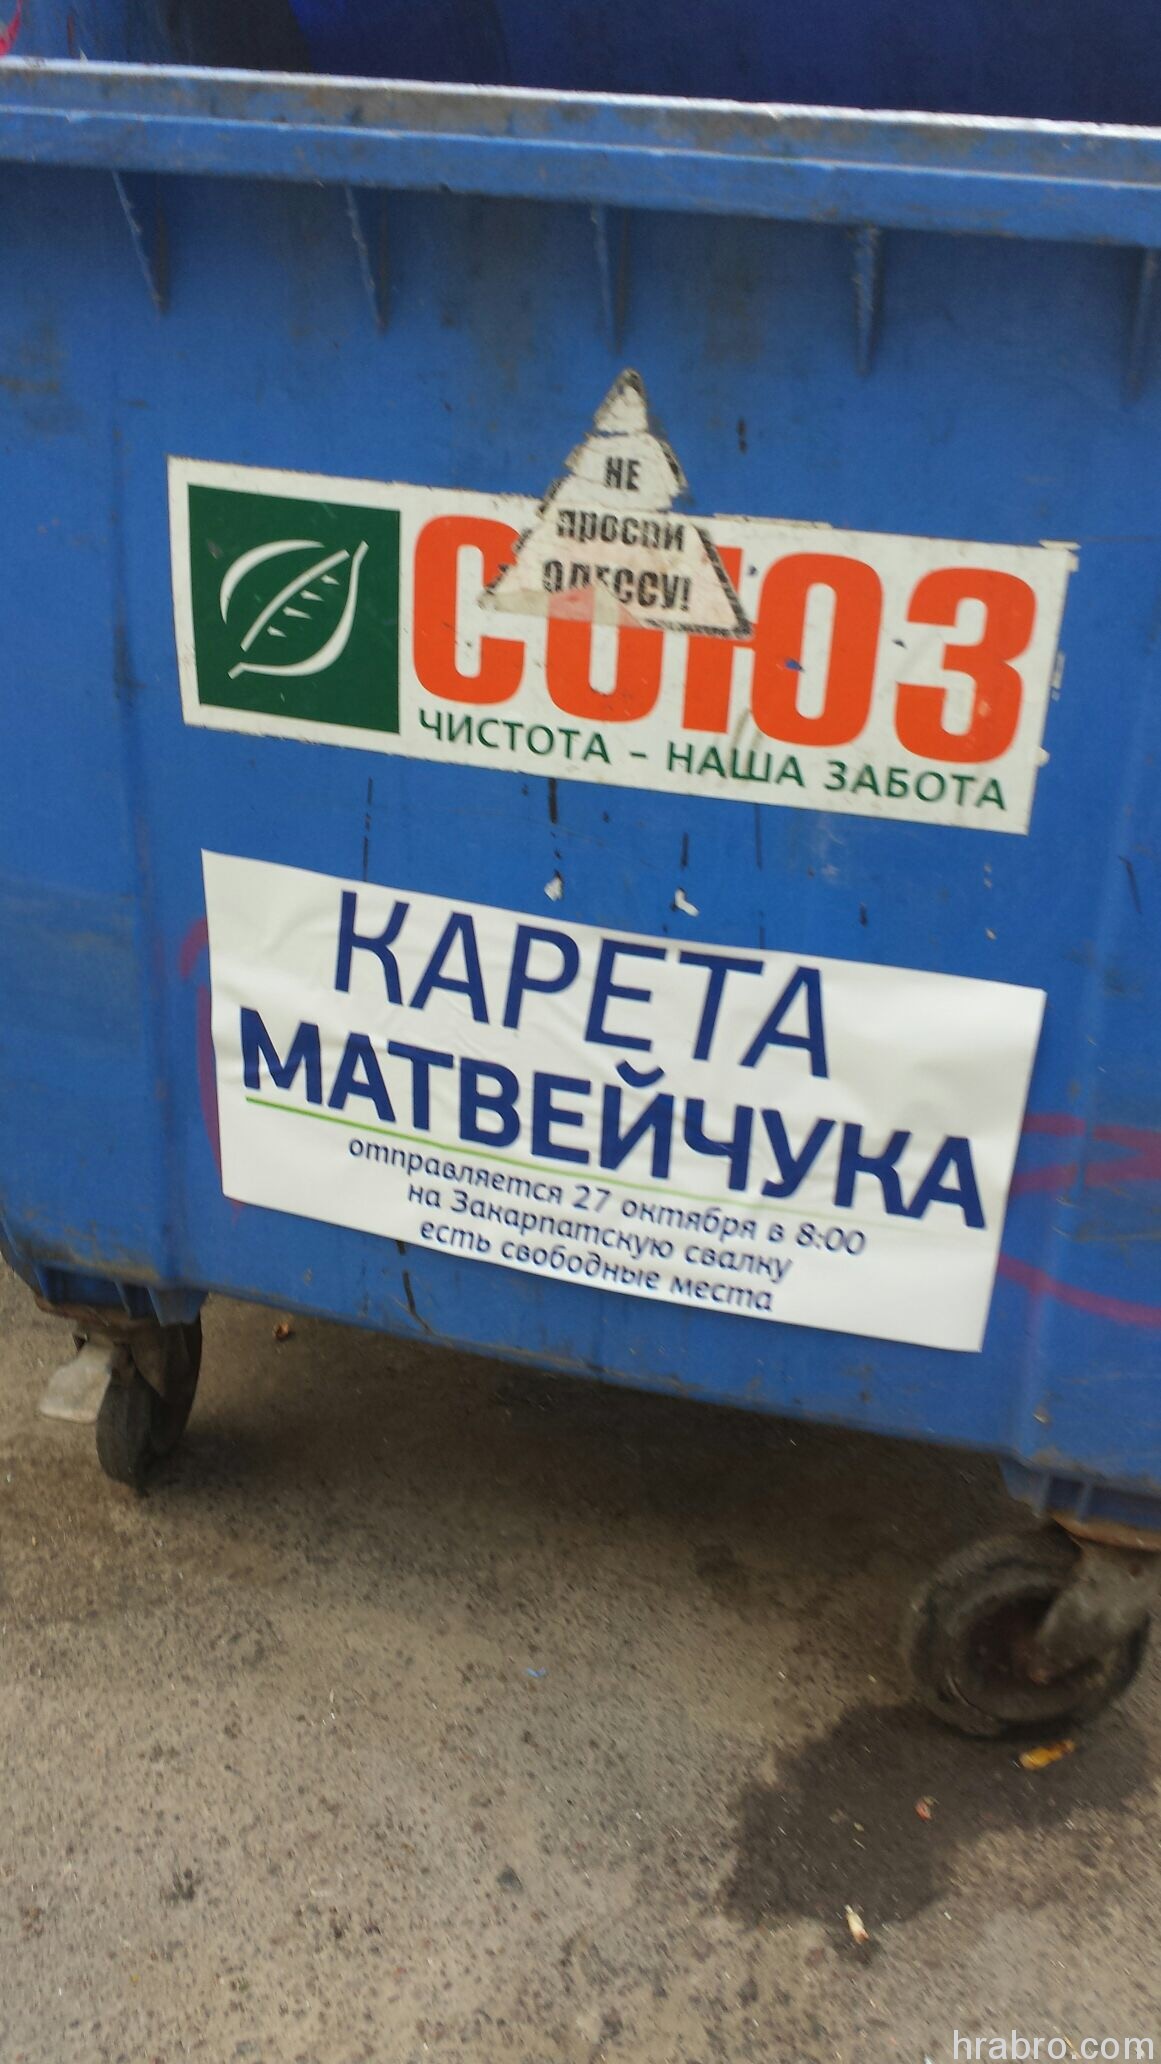 НЕ
ПРОСПИ
ОДЕССУ!
СОЮЗ
ЧИСТОТА - НАША ЗАБОТА
КАРЕТА
МАТВЕЙЧУКА
отправляется 27 октября в 8:00
на Закарпатскую свалку
есть свободные места
hrabro.com